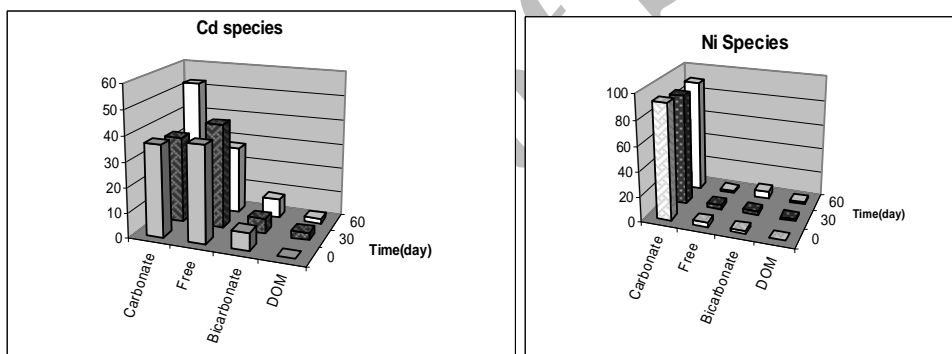 Cd species
60
50
40
30
20
10
0
Carbonate
Free
Bicarbonate
DOM
0
30
60
Time(day)
Ni Species
100
80
60
40
20
0
Carbonate
Free
Bicarbonate
DOM
0
30
60
Time(day)